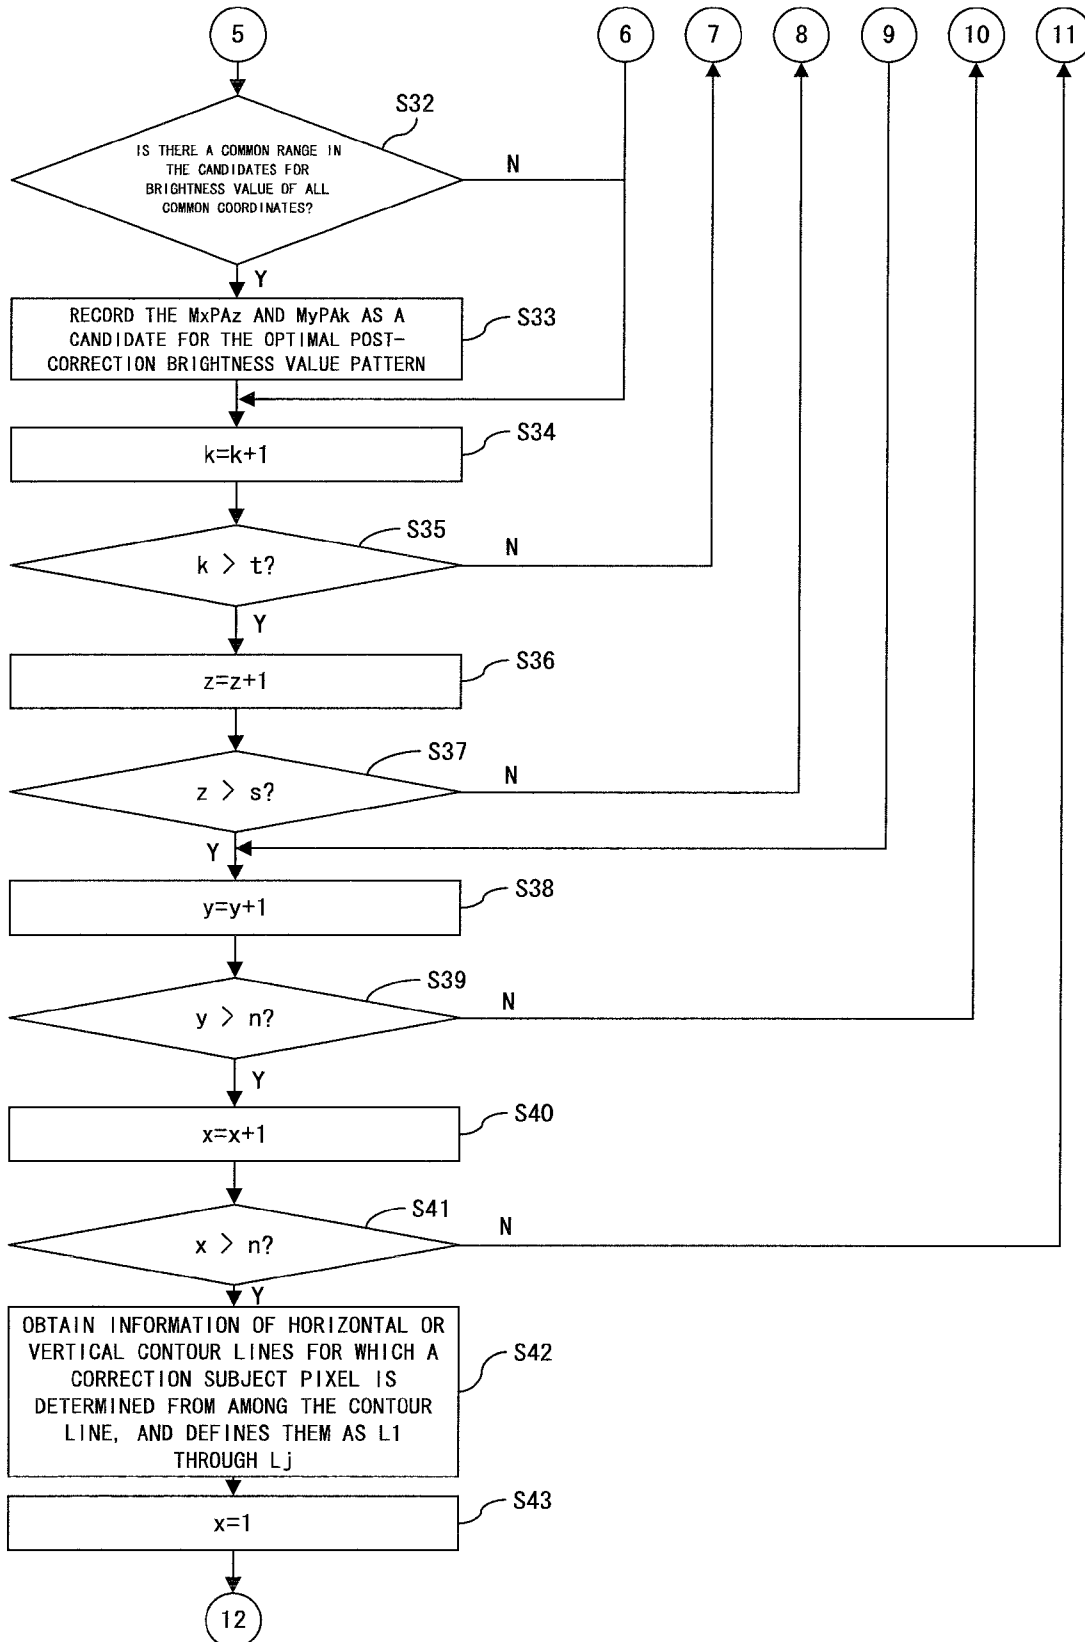 5
6
7
8
9
10
11
S32
IS THERE A COMMON RANGE IN
THE CANDIDATES FOR
BRIGHTNESS VALUE OF ALL
COMMON COORDINATES?
N
Y
RECORD THE MxPAz AND MyPAk AS A
CANDIDATE FOR THE OPTIMAL POST-
CORRECTION BRIGHTNESS VALUE PATTERN
S33
k=k+1
S34
k > t?
S35
N
Y
z=z+1
S36
z > s?
S37
N
Y
y=y+1
S38
y > n?
S39
N
Y
x=x+1
S40
x > n?
S41
N
Y
OBTAIN INFORMATION OF HORIZONTAL OR
VERTICAL CONTOUR LINES FOR WHICH A
CORRECTION SUBJECT PIXEL IS
DETERMINED FROM AMONG THE CONTOUR
LINE, AND DEFINES THEM AS L1
THROUGH Lj
S42
x=1
S43
12